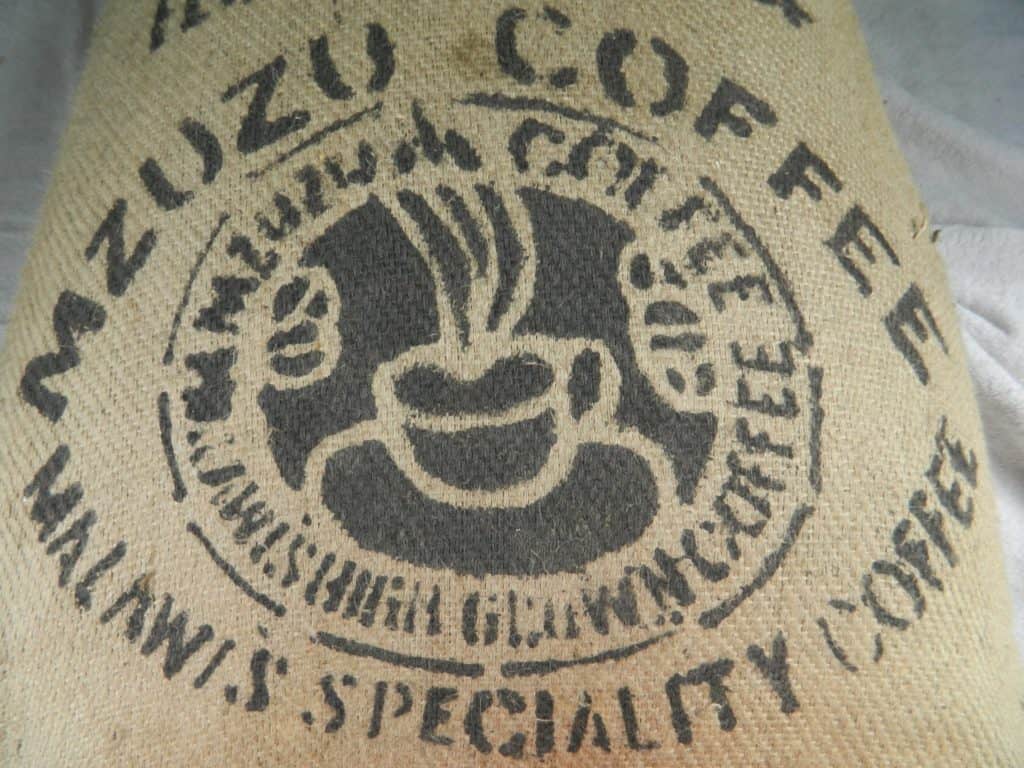 MZUZU COFFEE
Mzuzu COFFEE
MALAWI'S HIGH GROWN COFFEE
MALAWI'S SPECIALITY COFFEE